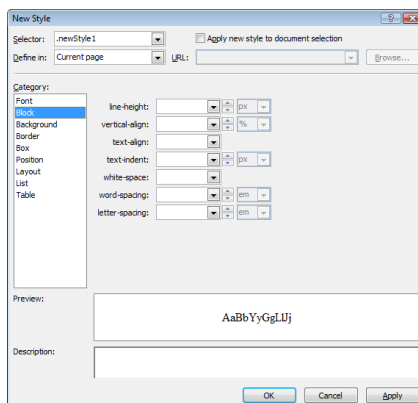 New Style
Selector: .newStyle1 Apply new style to document selection
Define in: Current page URL: Browse...
Category:
Font
Block
Background
Border
Box
Position
Layout
List
Table
line-height: px
vertical-align: %
text-align:
text-indent: px
white-space:
word-spacing: em
letter-spacing: em
Preview:
AaBbYyGgLlJj
Description:
OK Cancel Apply